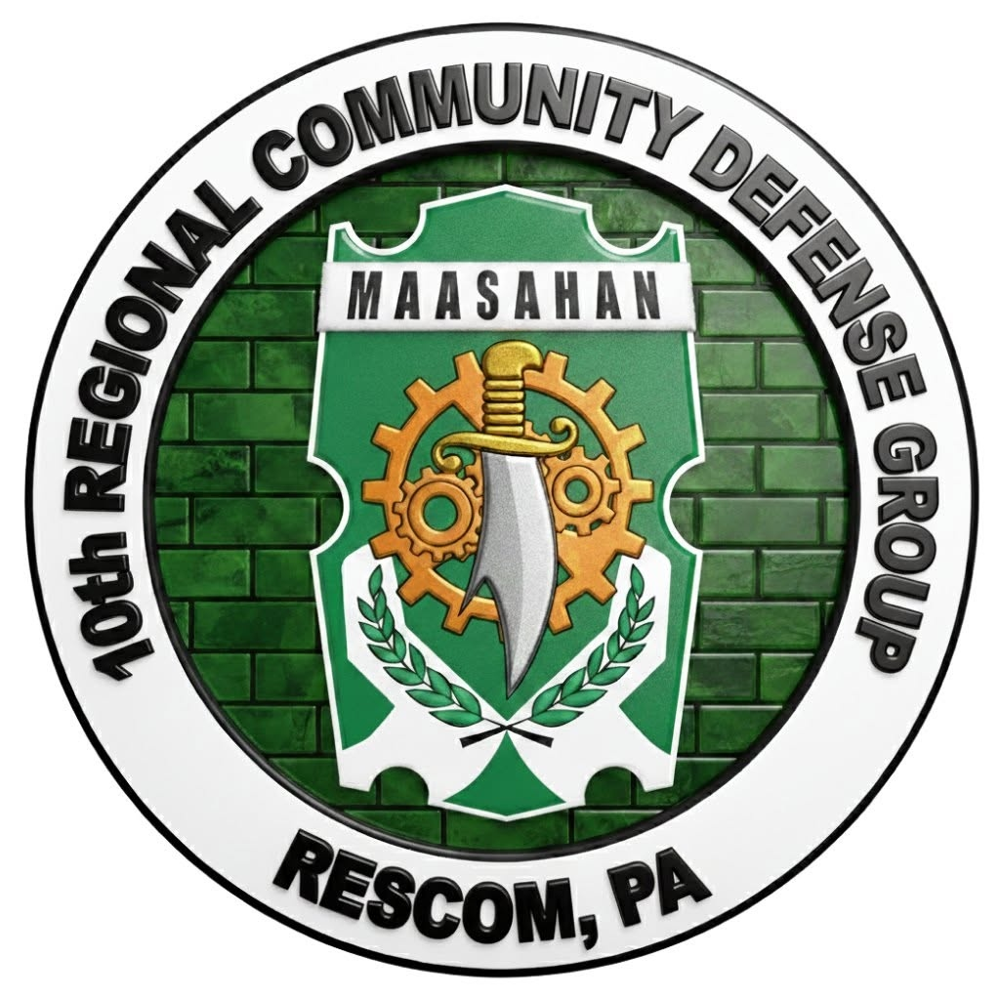 10th REGIONAL COMMUNITY DEFENSE GROUP
MAASAHAN
RESCOM, PA